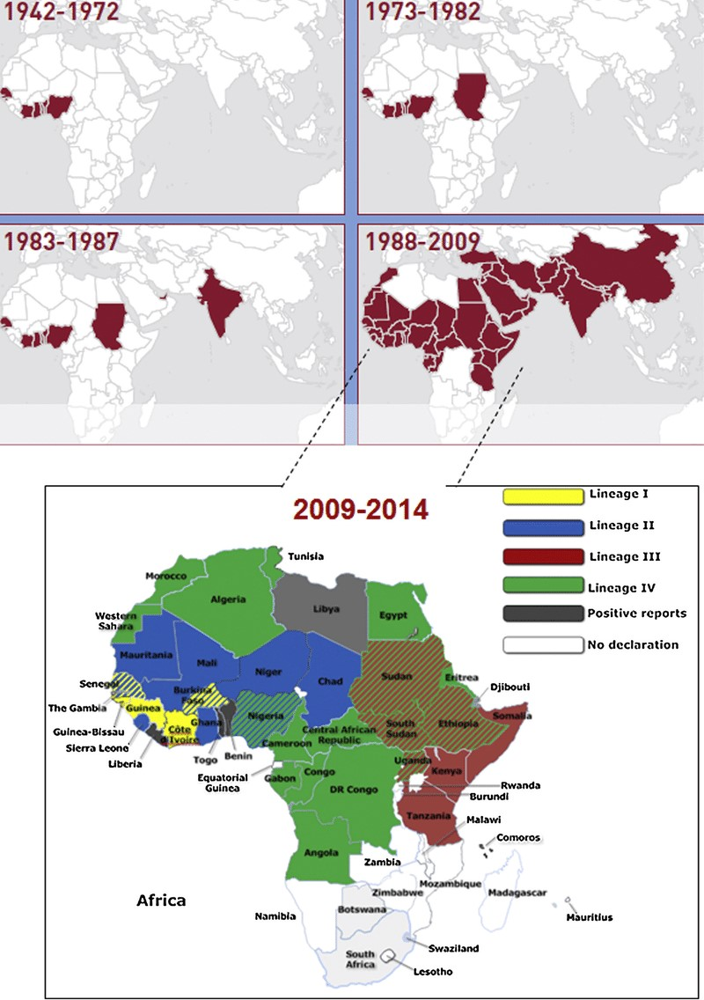 1942-1972
1973-1982
1983-1987
1988-2009
2009-2014
Lineage I
Lineage II
Lineage III
Lineage IV
Positive reports
No declaration
Tunisia
Morocco
Algeria
Libya
Egypt
Western
Sahara
Mauritania
Mali
Niger
Chad
Sudan
Eritrea
Djibouti
Senegal
The Gambia
Guinea-Bissau
Guinea
Sierra Leone
Liberia
Burkina
Faso
Côte
d'Ivoire
Ghana
Togo
Benin
Nigeria
Cameroon
Central African
Republic
South
Sudan
Ethiopia
Somalia
Equatorial
Guinea
Gabon
Congo
DR Congo
Uganda
Kenya
Rwanda
Burundi
Tanzania
Malawi
Comoros
Angola
Zambia
Mozambique
Zimbabwe
Madagascar
Mauritius
Namibia
Botswana
Swaziland
South
Africa
Lesotho
Africa